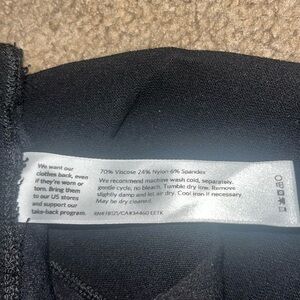 We want our
clothes back, even
if they're worn or
torn. Bring them
to our US stores
and support our
take-back program.
70% Viscose 24% Nylon 6% Spandex
We recommend machine wash cold, separately,
gentle cycle, no bleach. Tumble dry low. Remove
slightly damp and let air dry. Cool iron if necessary.
May be dry cleaned.